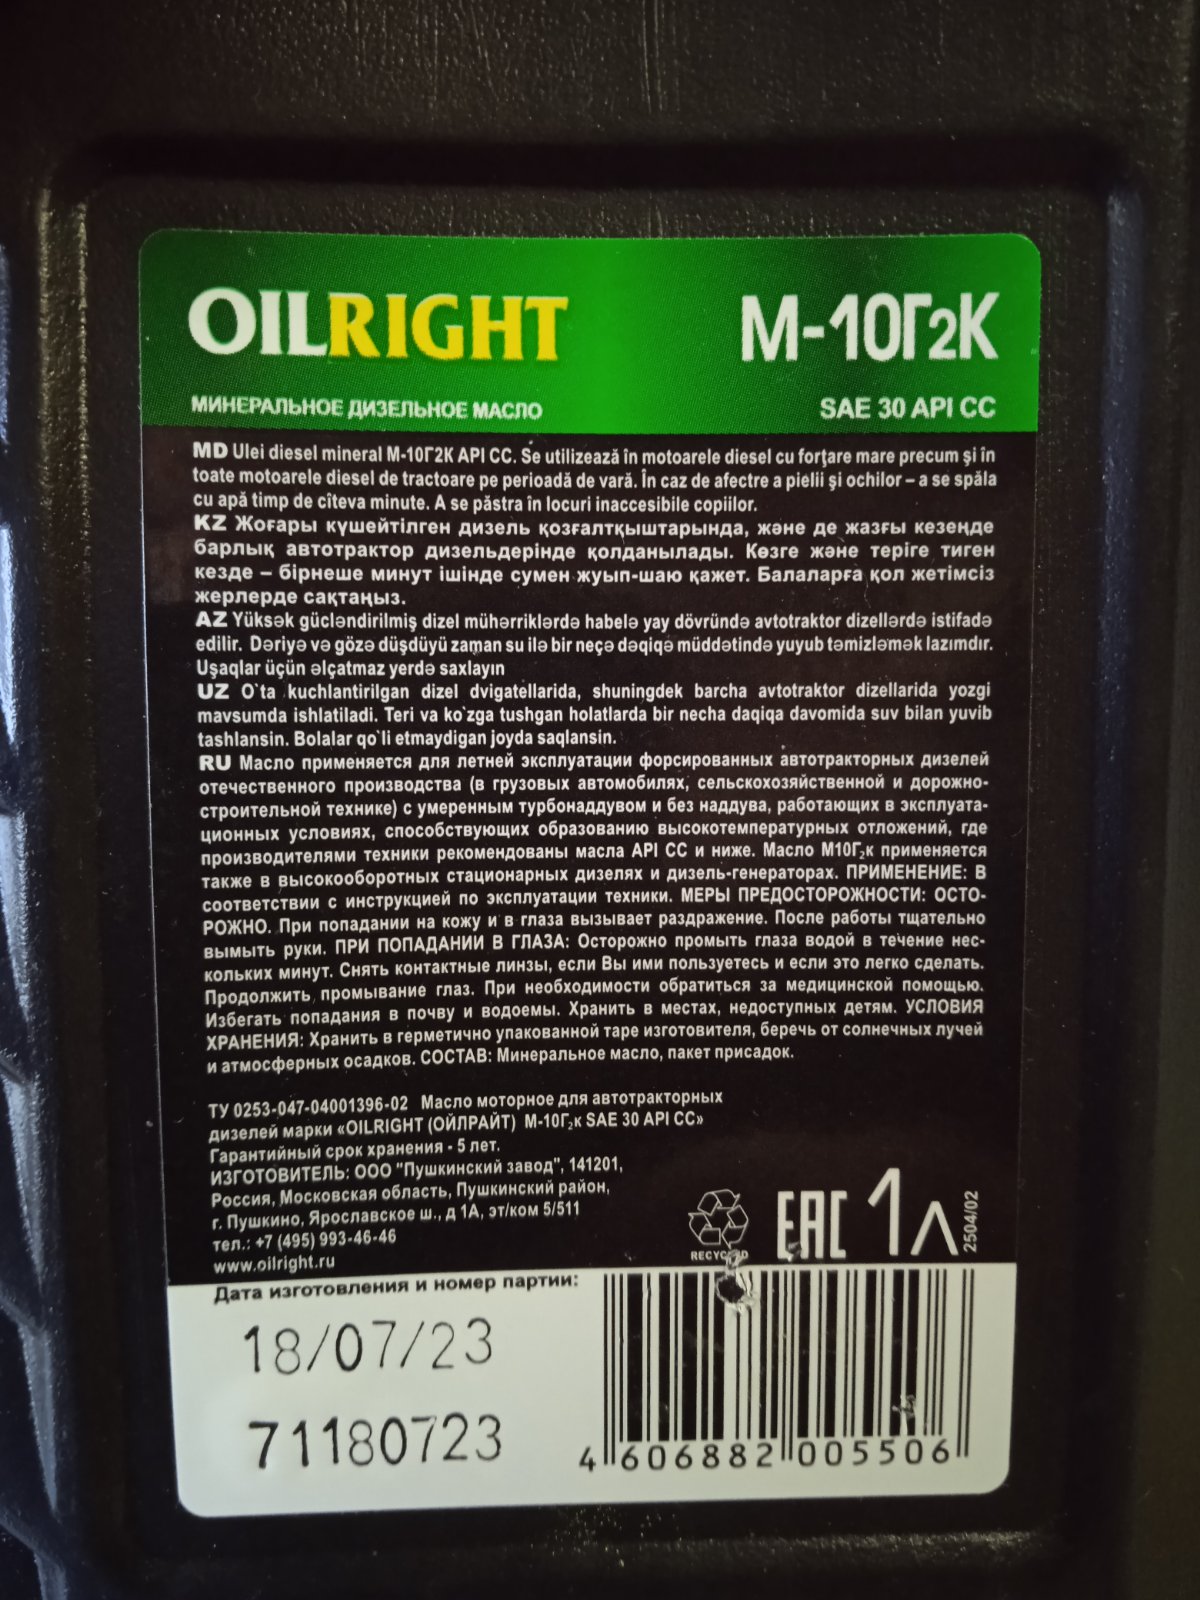 OILRIGHT
М-10Г2К
МИНЕРАЛЬНОЕ ДИЗЕЛЬНОЕ МАСЛО
SAE 30 API CC
MD Ulei diesel mineral М-10Г2К API CC. Se utilizează în motoarele diesel cu forţare mare precum şi în
toate motoarele diesel de tractoare pe perioadă de vară. În caz de afectre a pielii şi ochilor – a se spăla
cu apă timp de cîteva minute. A se păstra în locuri inaccesibile copiilor.
KZ Жоғары күшейтілген дизель қозғалтқыштарында, және де жазғы кезеңде
барлық автотрактор дизельдерінде қолданылады. Көзге және теріге тиген
кезде – бірнеше минут ішінде сумен жуып-шаю қажет. Балаларға қол жетімсіз
жерлерде сақтаңыз.
AZ Yüksək gücləndirilmiş dizel mühərriklərdə habelə yay dövründə avtotraktor dizellərdə istifadə
edilir. Dəriyə və gözə düşdüyü zaman su ilə bir neçə dəqiqə müddətində yuyub təmizləmək lazımdır.
Uşaqlar üçün əlçatmaz yerdə saxlayın
UZ O`ta kuchlantirilgan dizel dvigatellarida, shuningdek barcha avtotraktor dizellarida yozgi
mavsumda ishlatiladi. Teri va ko`zga tushgan holatlarda bir necha daqiqa davomida suv bilan yuvib
tashlansin. Bolalar qo`li etmaydigan joyda saqlansin.
RU Масло применяется для летней эксплуатации форсированных автотракторных дизелей
отечественного производства (в грузовых автомобилях, сельскохозяйственной и дорожно-
строительной технике) с умеренным турбонаддувом и без наддува, работающих в эксплуата-
ционных условиях, способствующих образованию высокотемпературных отложений, где
производителями техники рекомендованы масла API CC и ниже. Масло М10Г₂к применяется
также в высокооборотных стационарных дизелях и дизель-генераторах. ПРИМЕНЕНИЕ: В
соответствии с инструкцией по эксплуатации техники. МЕРЫ ПРЕДОСТОРОЖНОСТИ: ОСТО-
РОЖНО. При попадании на кожу и в глаза вызывает раздражение. После работы тщательно
вымыть руки. ПРИ ПОПАДАНИИ В ГЛАЗА: Осторожно промыть глаза водой в течение нес-
кольких минут. Снять контактные линзы, если Вы ими пользуетесь и если это легко сделать.
Продолжить промывание глаз. При необходимости обратиться за медицинской помощью.
Избегать попадания в почву и водоемы. Хранить в местах, недоступных детям. УСЛОВИЯ
ХРАНЕНИЯ: Хранить в герметично упакованной таре изготовителя, беречь от солнечных лучей
и атмосферных осадков. СОСТАВ: Минеральное масло, пакет присадок.
ТУ 0253-047-04001396-02 Масло моторное для автотракторных
дизелей марки «OILRIGHT (ОЙЛРАЙТ) М-10Г₂к SAE 30 API CC»
Гарантийный срок хранения - 5 лет.
ИЗГОТОВИТЕЛЬ: ООО "Пушкинский завод", 141201,
Россия, Московская область, Пушкинский район,
г. Пушкино, Ярославское ш., д 1А, эт/ком 5/511
тел.: +7 (495) 993-46-46
www.oilright.ru
RECYCLED
EAC
1л
2504/02
Дата изготовления и номер партии:
18/07/23
71180723
4 606882 005506